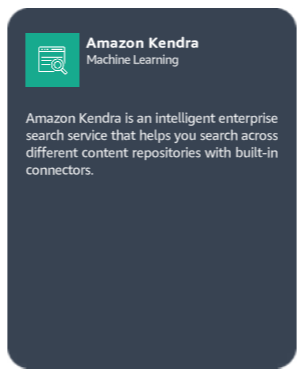 Amazon Kendra
Machine Learning
Amazon Kendra is an intelligent enterprise
search service that helps you search across
different content repositories with built-in
connectors.